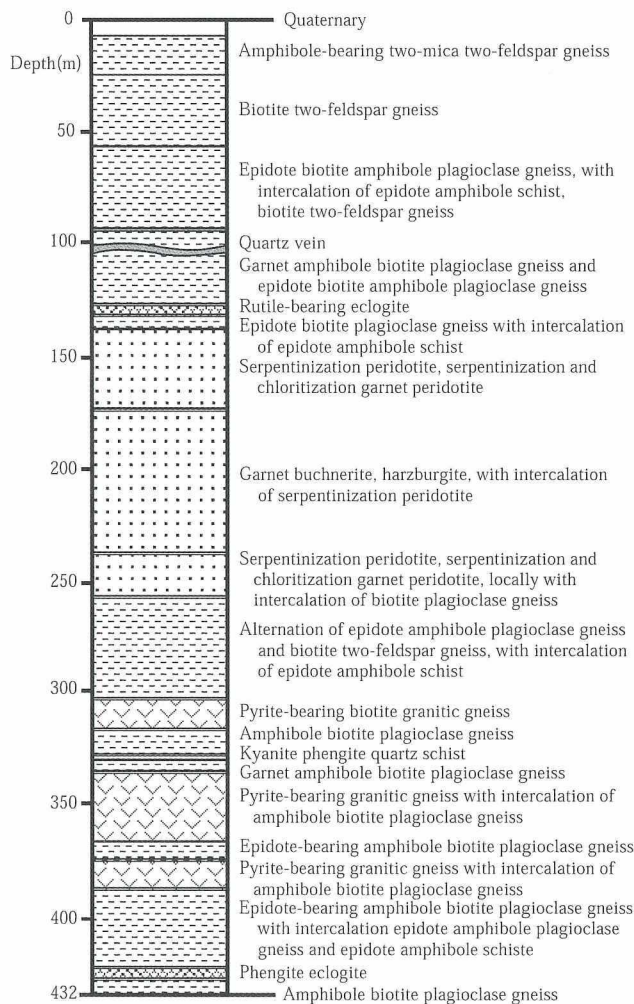 0
Quaternary
Depth(m)
Amphibole-bearing two-mica two-feldspar gneiss
Biotite two-feldspar gneiss
50
Epidote biotite amphibole plagioclase gneiss, with
intercalation of epidote amphibole schist,
biotite two-feldspar gneiss
100
Quartz vein
Garnet amphibole biotite plagioclase gneiss and
epidote biotite amphibole plagioclase gneiss
Rutile-bearing eclogite
Epidote biotite plagioclase gneiss with intercalation
of epidote amphibole schist
150
Serpentinization peridotite, serpentinization and
chloritization garnet peridotite
200
Garnet buchnerite, harzburgite, with intercalation
of serpentinization peridotite
Serpentinization peridotite, serpentinization and
chloritization garnet peridotite, locally with
intercalation of biotite plagioclase gneiss
250
Alternation of epidote amphibole plagioclase gneiss
and biotite two-feldspar gneiss, with intercalation
of epidote amphibole schist
300
Pyrite-bearing biotite granitic gneiss
Amphibole biotite plagioclase gneiss
Kyanite phengite quartz schist
Garnet amphibole biotite plagioclase gneiss
350
Pyrite-bearing granitic gneiss with intercalation of
amphibole biotite plagioclase gneiss
Epidote-bearing amphibole biotite plagioclase gneiss
Pyrite-bearing granitic gneiss with intercalation of
amphibole biotite plagioclase gneiss
400
Epidote-bearing amphibole biotite plagioclase gneiss
with intercalation epidote amphibole plagioclase
gneiss and epidote amphibole schiste
Phengite eclogite
432
Amphibole biotite plagioclase gneiss